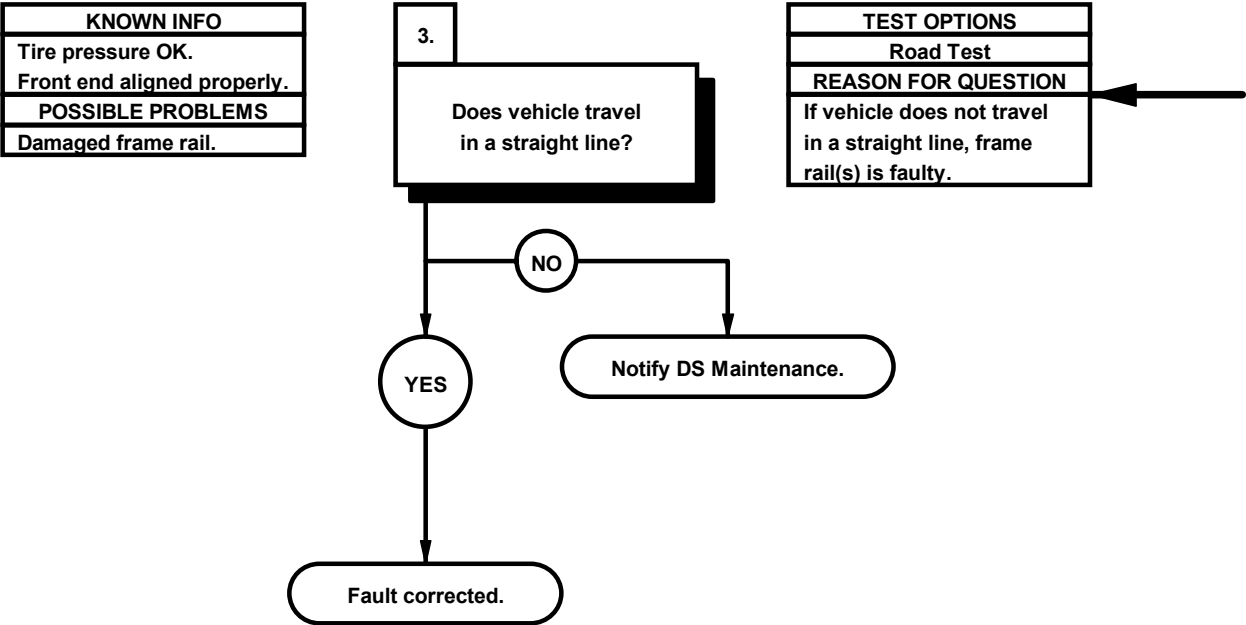 KNOWN INFO
Tire pressure OK.
Front end aligned properly.
POSSIBLE PROBLEMS
Damaged frame rail.
3.
Does vehicle travel
in a straight line?
TEST OPTIONS
Road Test
REASON FOR QUESTION
If vehicle does not travel
in a straight line, frame
rail(s) is faulty.
NO
YES
Notify DS Maintenance.
Fault corrected.